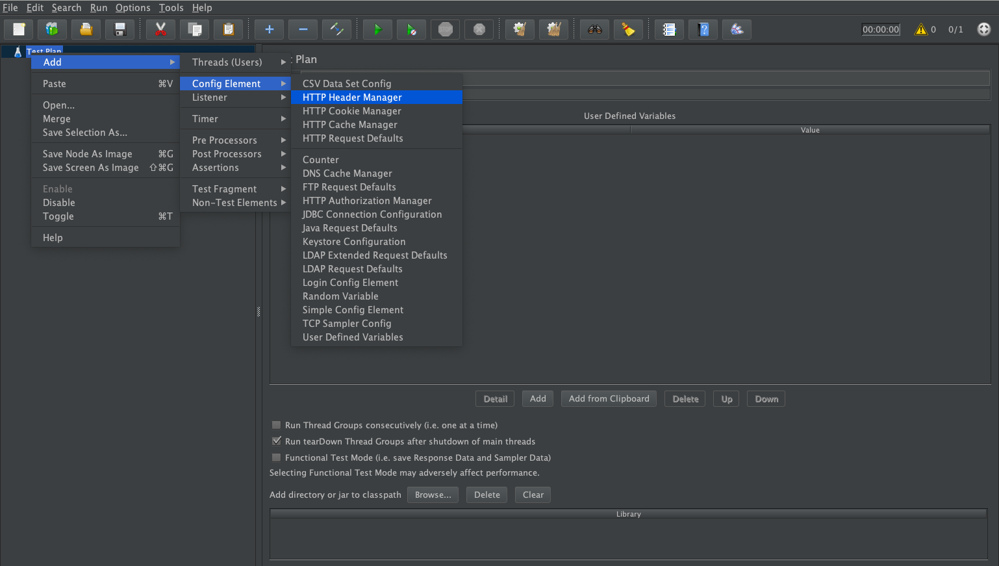 File Edit Search Run Options Tools Help
00:00:00 0 0/1
Test Plan
Add
Paste ⌘V
Open...
Merge
Save Selection As...
Save Node As Image ⌘G
Save Screen As Image ⇧⌘G
Enable
Disable
Toggle ⌘T
Help
Threads (Users)
Config Element
Listener
Timer
Pre Processors
Post Processors
Assertions
Test Fragment
Non-Test Elements
CSV Data Set Config
HTTP Header Manager
HTTP Cookie Manager
HTTP Cache Manager
HTTP Request Defaults
Counter
DNS Cache Manager
FTP Request Defaults
HTTP Authorization Manager
JDBC Connection Configuration
Java Request Defaults
Keystore Configuration
LDAP Extended Request Defaults
LDAP Request Defaults
Login Config Element
Random Variable
Simple Config Element
TCP Sampler Config
User Defined Variables
Plan
User Defined Variables
Value
Detail Add Add from Clipboard Delete Up Down
Run Thread Groups consecutively (i.e. one at a time)
Run tearDown Thread Groups after shutdown of main threads
Functional Test Mode (i.e. save Response Data and Sampler Data)
Selecting Functional Test Mode may adversely affect performance.
Add directory or jar to classpath Browse... Delete Clear
Library